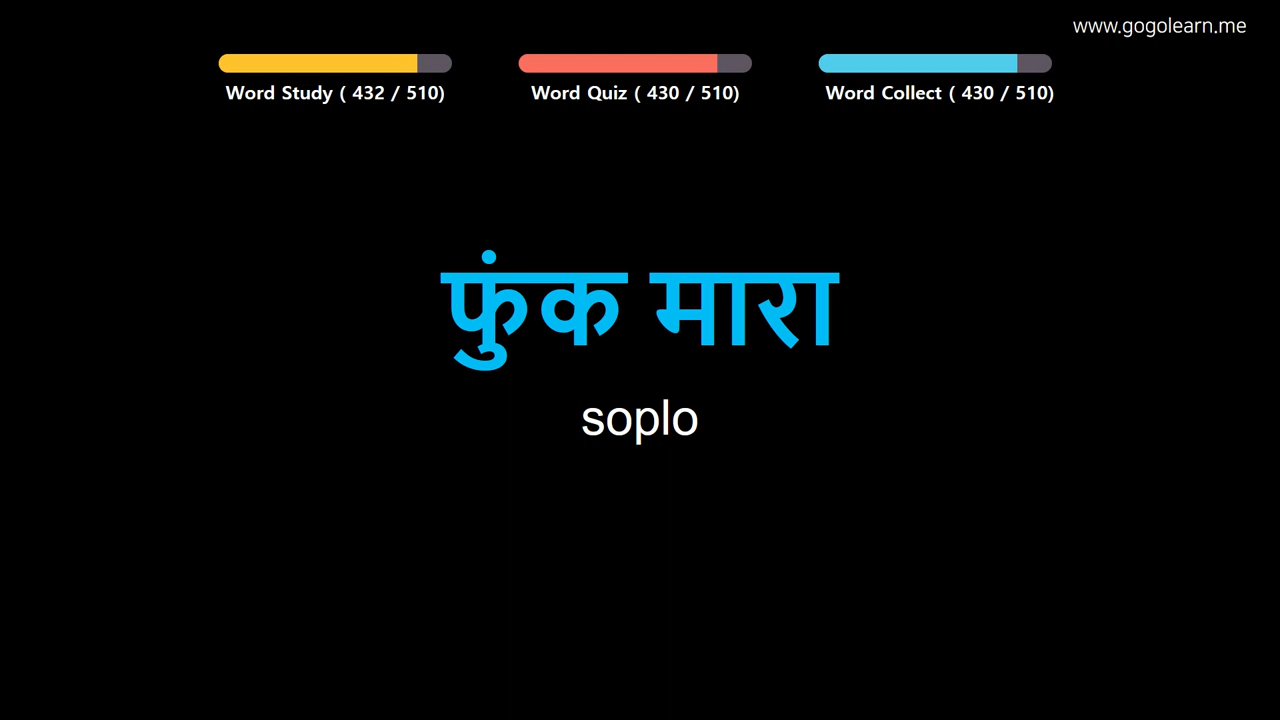 www.gogolearn.me
Word Study ( 432 / 510)
Word Quiz ( 430 / 510)
Word Collect ( 430 / 510)
फुंक मारा
soplo